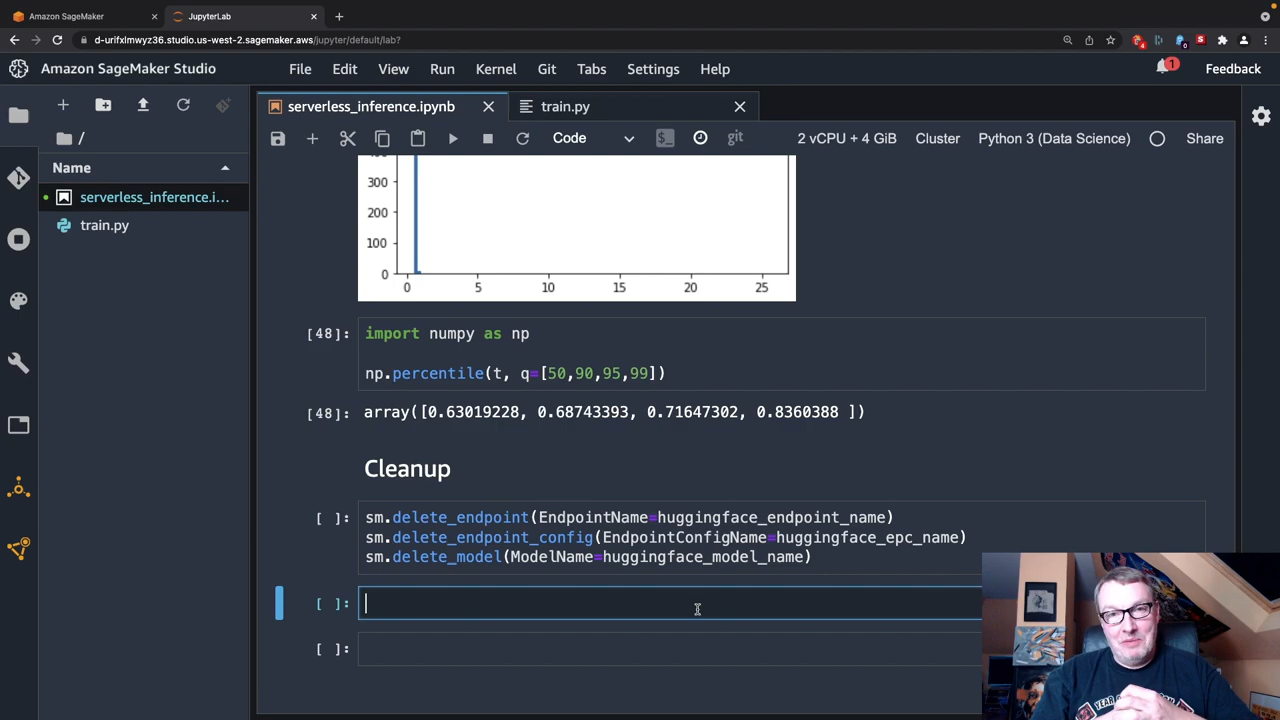 Amazon SageMaker
JupyterLab
d-urifxlmwyz36.studio.us-west-2.sagemaker.aws/jupyter/default/lab?
Amazon SageMaker Studio
File Edit View Run Kernel Git Tabs Settings Help
1
Feedback
serverless_inference.ipynb
train.py
Code
git
2 vCPU + 4 GiB
Cluster
Python 3 (Data Science)
Share
/
Name
serverless_inference.i...
train.py
300
200
100
0
0 5 10 15 20 25
[48]: import numpy as np
np.percentile(t, q=[50,90,95,99])
[48]: array([0.63019228, 0.68743393, 0.71647302, 0.8360388 ])
Cleanup
[ ]: sm.delete_endpoint(EndpointName=huggingface_endpoint_name)
sm.delete_endpoint_config(EndpointConfigName=huggingface_epc_name)
sm.delete_model(ModelName=huggingface_model_name)
[ ]:
[ ]: